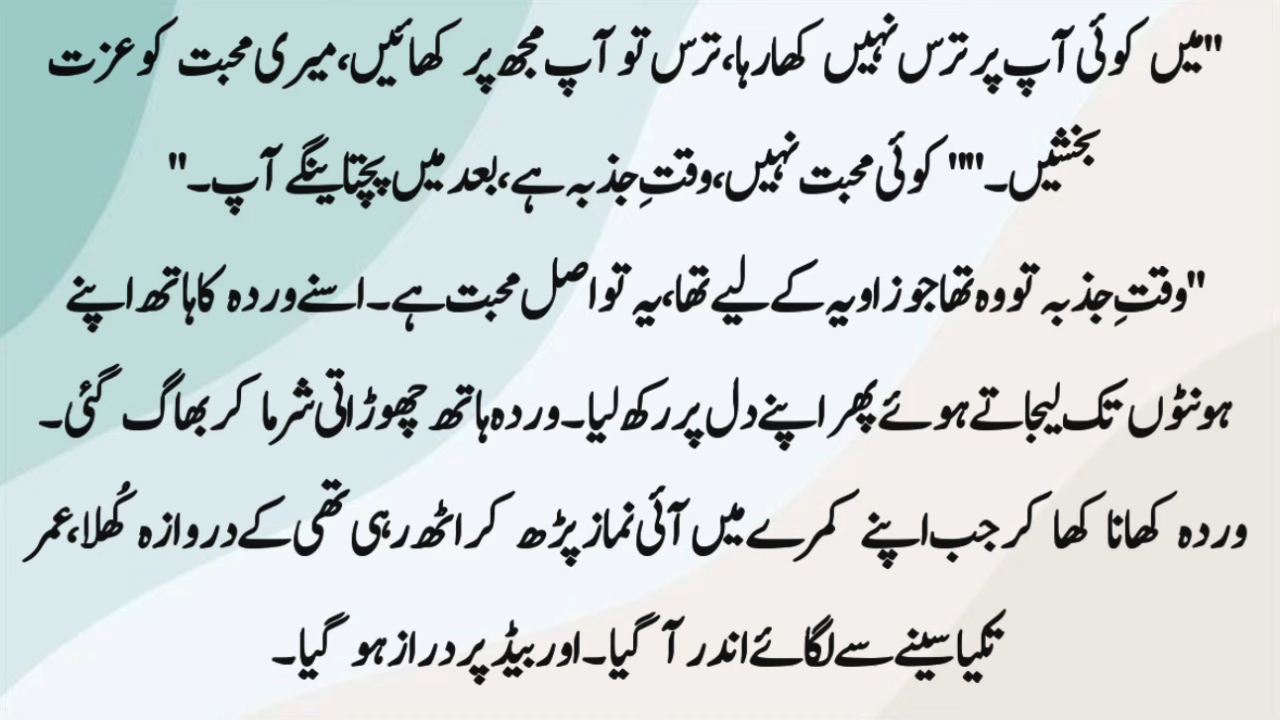 "میں کوئی آپ پر ترس نہیں کھارہا،ترس تو آپ مجھ پر کھائیں،میری محبت کو عزت
بخشیں۔"" کوئی محبت نہیں،وقتِ جذبہ ہے،بعد میں پچتاینگے آپ۔"
"وقتِ جذبہ تو وہ تھا جو زاویہ کے لیے تھا،یہ تو اصل محبت ہے۔اسنے وردہ کا ہاتھ اپنے
ہونٹوں تک لیجاتے ہوئے پھر اپنے دل پر رکھ لیا۔وردہ ہاتھ چھوڑاتی شرما کر بھاگ گئی۔
وردہ کھانا کھا کر جب اپنے کمرے میں آئی نماز پڑھ کر اٹھ رہی تھی کے دروازہ کُھلا،عمر
تکیا سینے سے لگائے اندر آ گیا۔اور بیڈ پر دراز ہو گیا۔